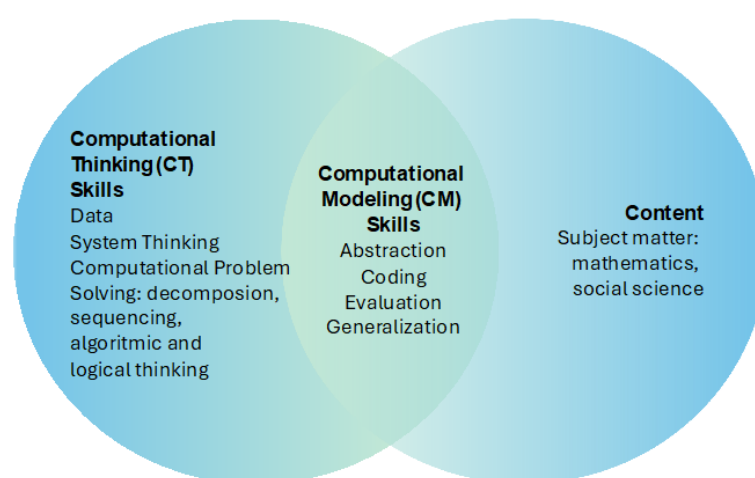 Computational
Thinking (CT)
Skills
Data
System Thinking
Computational Problem
Solving: decomposion,
sequencing,
algoritmic and
logical thinking
Computational
Modeling (CM)
Skills
Abstraction
Coding
Evaluation
Generalization
Content
Subject matter:
mathematics,
social science